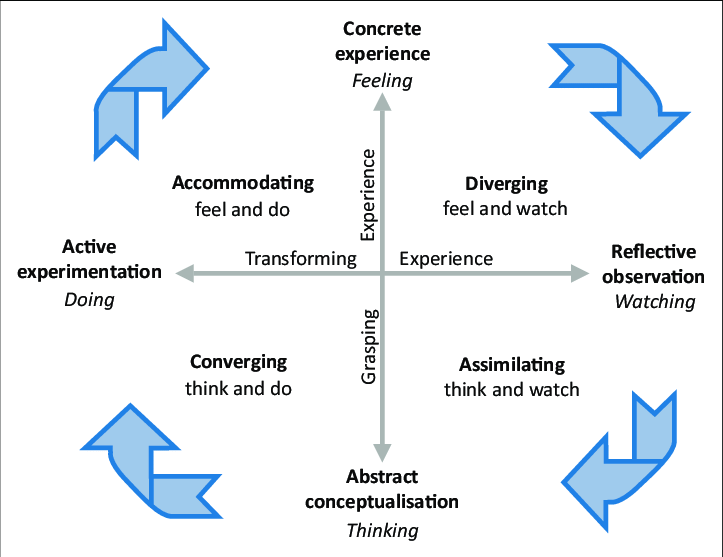 Concrete
experience
Feeling
Accommodating
feel and do
Experience
Diverging
feel and watch
Active
experimentation
Doing
Transforming
Experience
Reflective
observation
Watching
Grasping
Converging
think and do
Assimilating
think and watch
Abstract
conceptualisation
Thinking